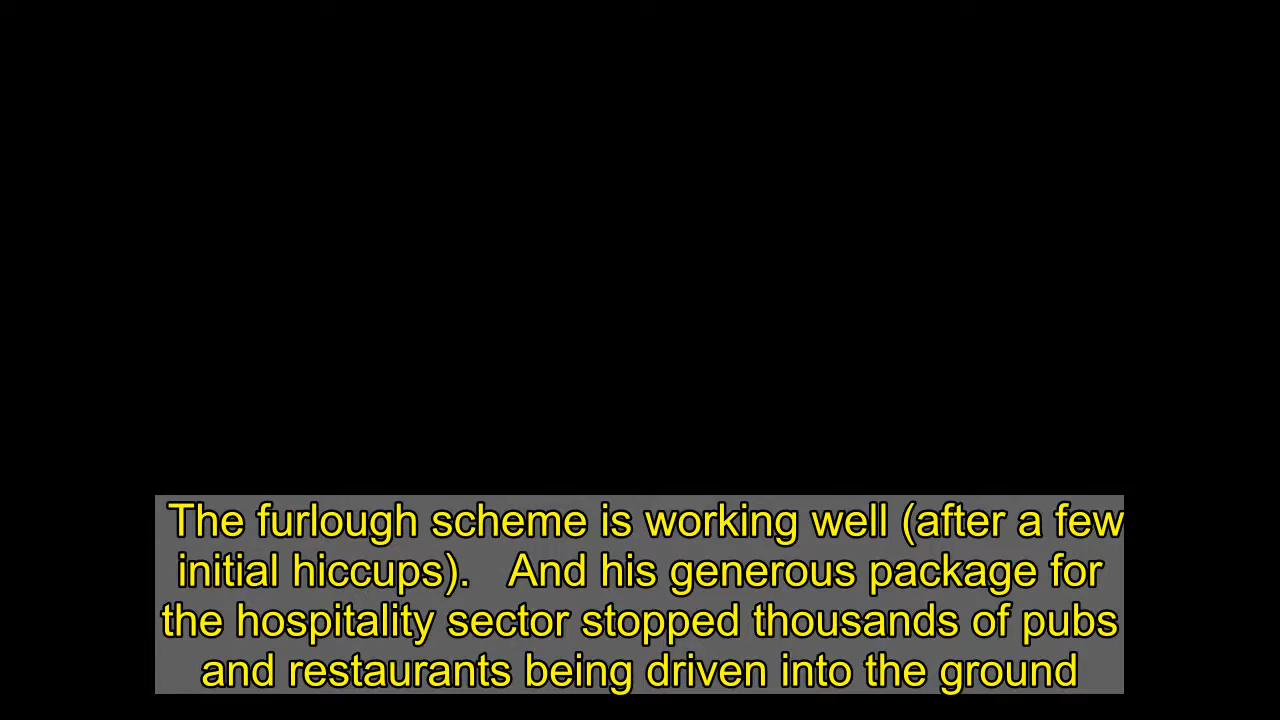 The furlough scheme is working well (after a few
initial hiccups).   And his generous package for
the hospitality sector stopped thousands of pubs
and restaurants being driven into the ground